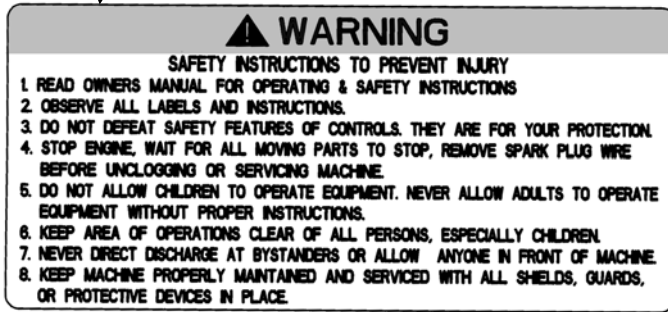 WARNING
SAFETY INSTRUCTIONS TO PREVENT INJURY
1. READ OWNERS MANUAL FOR OPERATING & SAFETY INSTRUCTIONS
2. OBSERVE ALL LABELS AND INSTRUCTIONS.
3. DO NOT DEFEAT SAFETY FEATURES OF CONTROLS. THEY ARE FOR YOUR PROTECTION.
4. STOP ENGINE, WAIT FOR ALL MOVING PARTS TO STOP, REMOVE SPARK PLUG WIRE
BEFORE UNCLOGGING OR SERVICING MACHINE.
5. DO NOT ALLOW CHILDREN TO OPERATE EQUIPMENT. NEVER ALLOW ADULTS TO OPERATE
EQUIPMENT WITHOUT PROPER INSTRUCTIONS.
6. KEEP AREA OF OPERATIONS CLEAR OF ALL PERSONS, ESPECIALLY CHILDREN.
7. NEVER DIRECT DISCHARGE AT BYSTANDERS OR ALLOW ANYONE IN FRONT OF MACHINE.
8. KEEP MACHINE PROPERLY MAINTAINED AND SERVICED WITH ALL SHIELDS, GUARDS,
OR PROTECTIVE DEVICES IN PLACE.